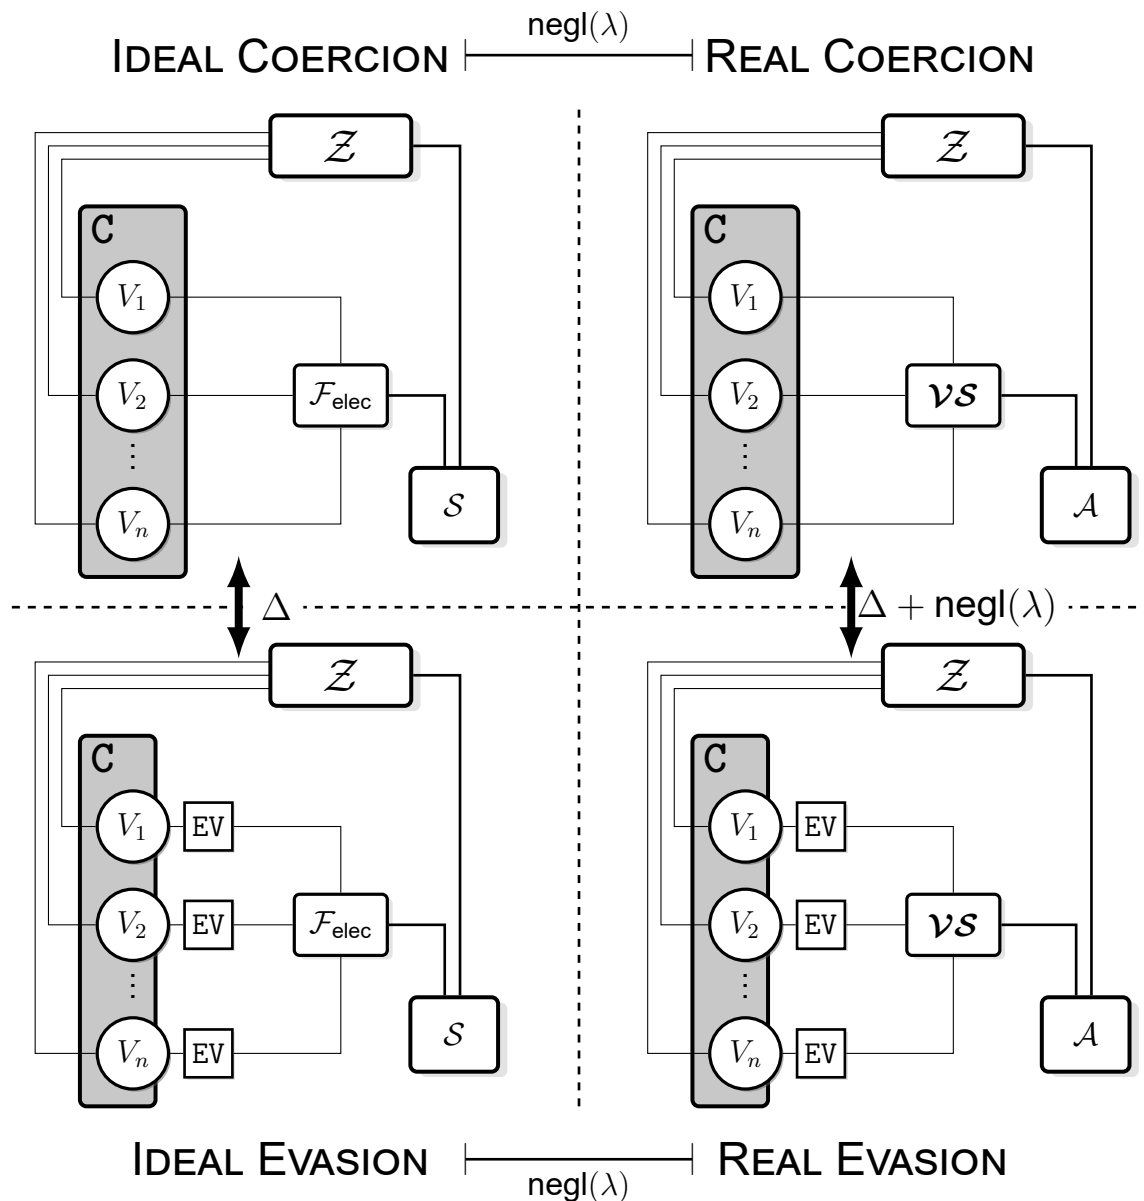 negl(λ)
IDEAL COERCION REAL COERCION
𝒵 𝒵
C C
V₁ V₁
V₂ ℱelec V₂ 𝒱𝒮
⋮ ⋮
𝒮 𝒜
Vₙ Vₙ
Δ Δ + negl(λ)
𝒵 𝒵
C C
V₁ EV V₁ EV
V₂ EV ℱelec V₂ EV 𝒱𝒮
⋮ ⋮
𝒮 𝒜
Vₙ EV Vₙ EV
IDEAL EVASION REAL EVASION
negl(λ)